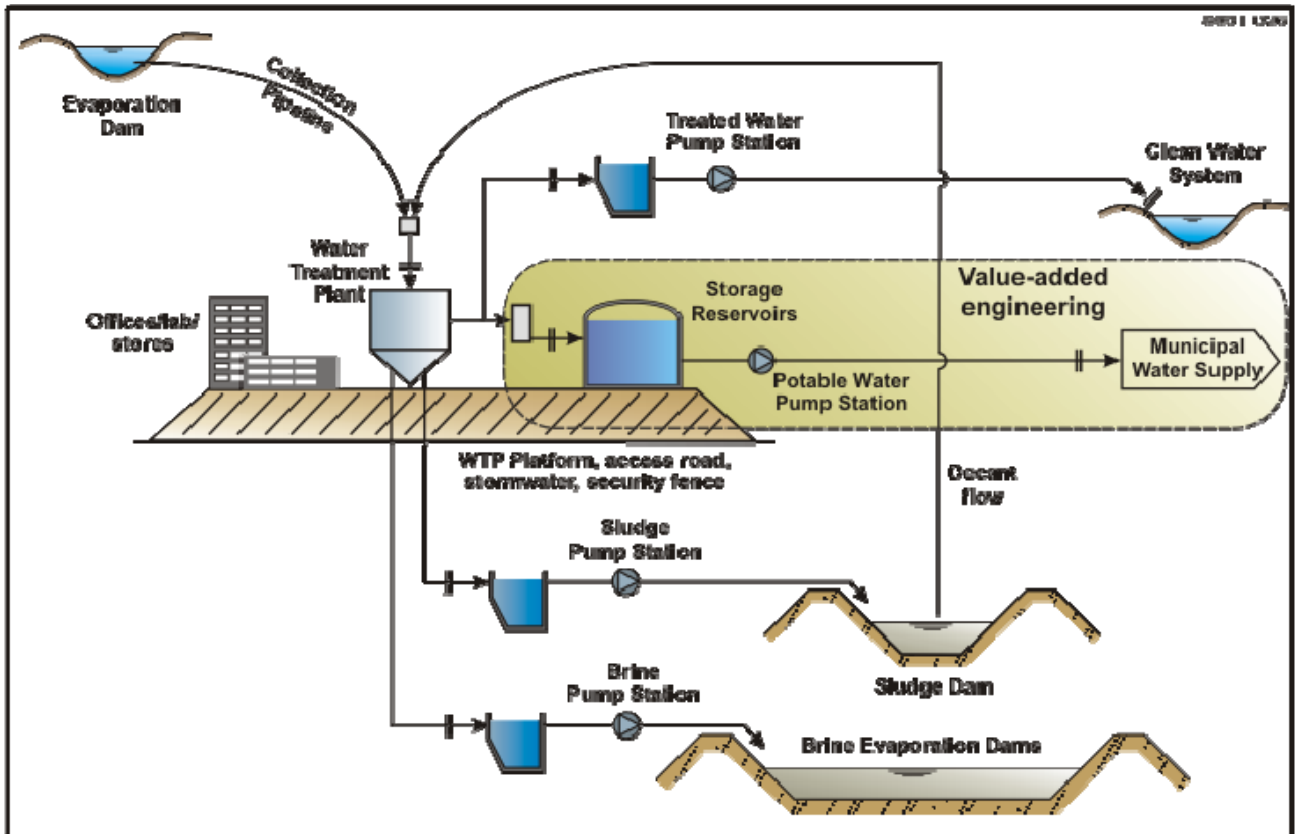 Evaporation
Dam
Collection
Pipeline
Treated Water
Pump Station
Clean Water
System
Water
Treatment
Plant
Offices/lab/
stores
Storage
Reservoirs
Value-added
engineering
Municipal
Water Supply
Potable Water
Pump Station
WTP Platform, access road,
stormwater, security fence
Decant
flow
Sludge
Pump Station
Sludge Dam
Brine
Pump Station
Brine Evaporation Dams